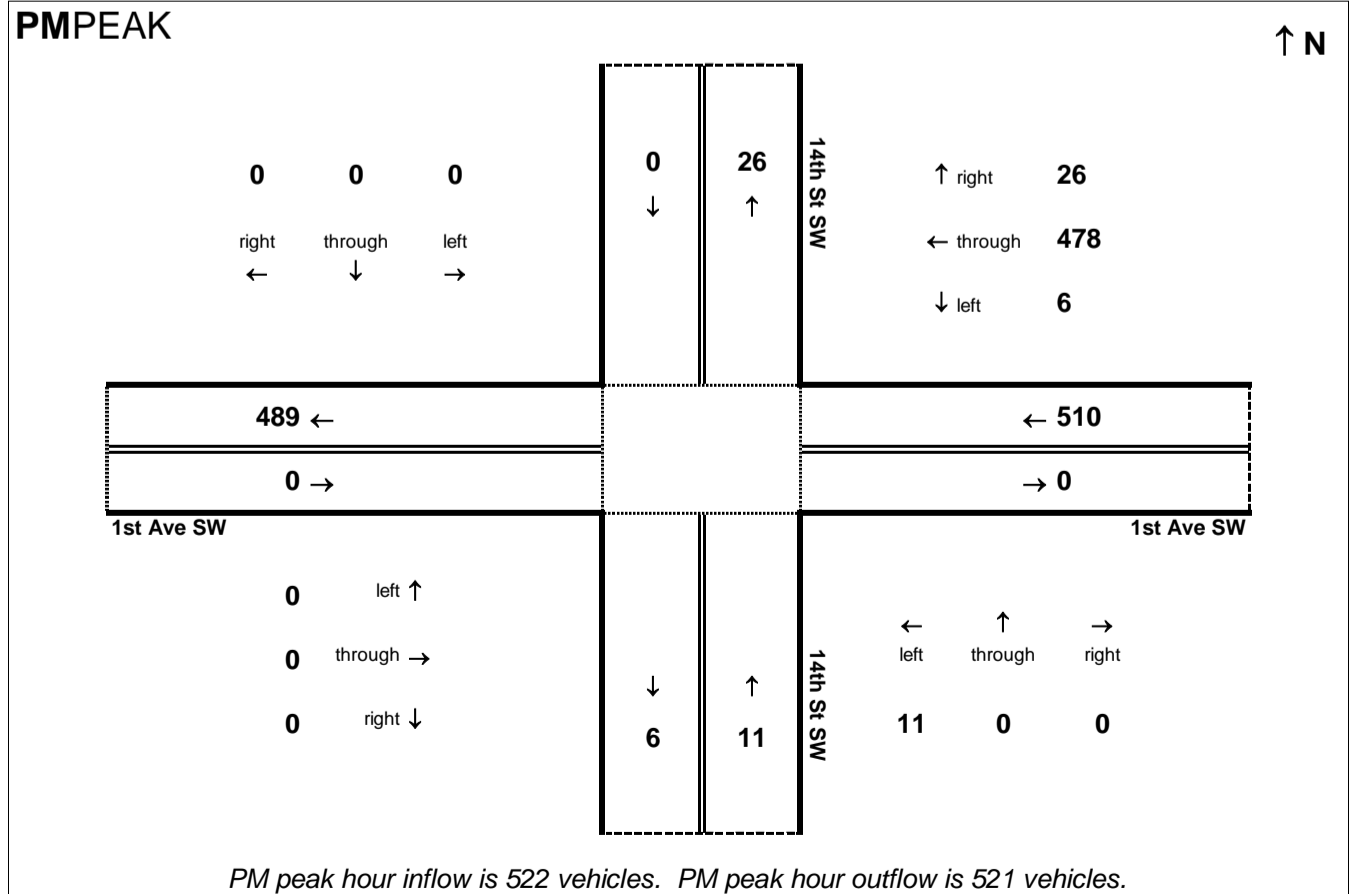 PMPEAK
↑ N
0 0 0
right through left
← ↓ →
0 26
↓ ↑
14th St SW
↑ right 26
← through 478
↓ left 6
489 ←
0 →
← 510
→ 0
1st Ave SW
1st Ave SW
0 left ↑
0 through →
0 right ↓
↓ ↑
6 11
14th St SW
← ↑ →
left through right
11 0 0
PM peak hour inflow is 522 vehicles. PM peak hour outflow is 521 vehicles.